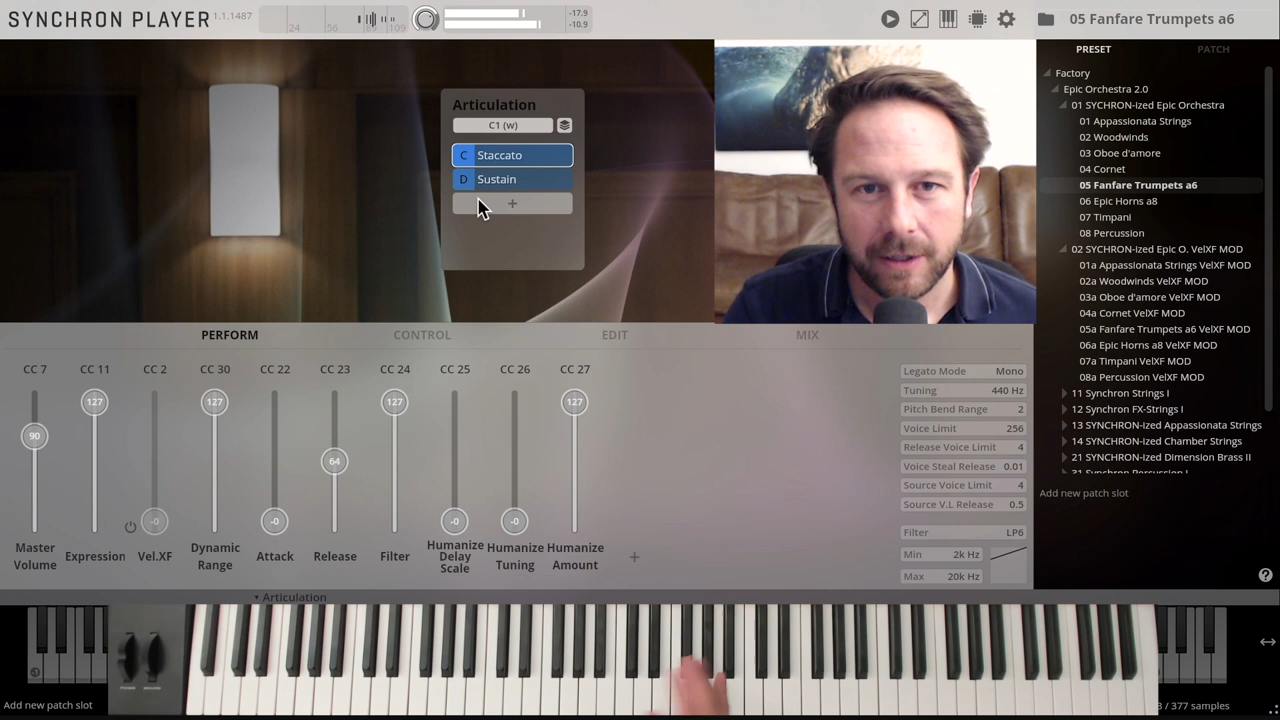 SYNCHRON PLAYER 1.1.1487
24 56 89 109
-17.9
-10.9
05 Fanfare Trumpets a6
PRESET PATCH
Factory
Epic Orchestra 2.0
01 SYCHRON-ized Epic Orchestra
01 Appassionata Strings
02 Woodwinds
03 Oboe d'amore
04 Cornet
05 Fanfare Trumpets a6
06 Epic Horns a8
07 Timpani
08 Percussion
02 SYCHRON-ized Epic O. VelXF MOD
01a Appassionata Strings VelXF MOD
02a Woodwinds VelXF MOD
03a Oboe d'amore VelXF MOD
04a Cornet VelXF MOD
05a Fanfare Trumpets a6 VelXF MOD
06a Epic Horns a8 VelXF MOD
07a TImpani VelXF MOD
08a Percussion VelXF MOD
11 Synchron Strings I
12 Synchron FX-Strings I
13 SYNCHRON-ized Appassionata Strings
14 SYNCHRON-ized Chamber Strings
21 SYNCHRON-ized Dimension Brass II
31 Synchron Percussion I
Add new patch slot
Articulation
C1 (w)
C Staccato
D Sustain
+
PERFORM CONTROL EDIT MIX
CC 7 CC 11 CC 2 CC 30 CC 22 CC 23 CC 24 CC 25 CC 26 CC 27
90 127 -0 127 -0 64 127 -0 -0 127
Master Volume
Expression
Vel.XF
Dynamic Range
Attack
Release
Filter
Humanize Delay Scale
Humanize Tuning
Humanize Amount
+
Legato Mode Mono
Tuning 440 Hz
Pitch Bend Range 2
Voice Limit 256
Release Voice Limit 4
Voice Steal Release 0.01
Source Voice Limit 4
Source V.L Release 0.5
Filter LP6
Min 2k Hz
Max 20k Hz
?
Articulation
Add new patch slot
/ 377 samples